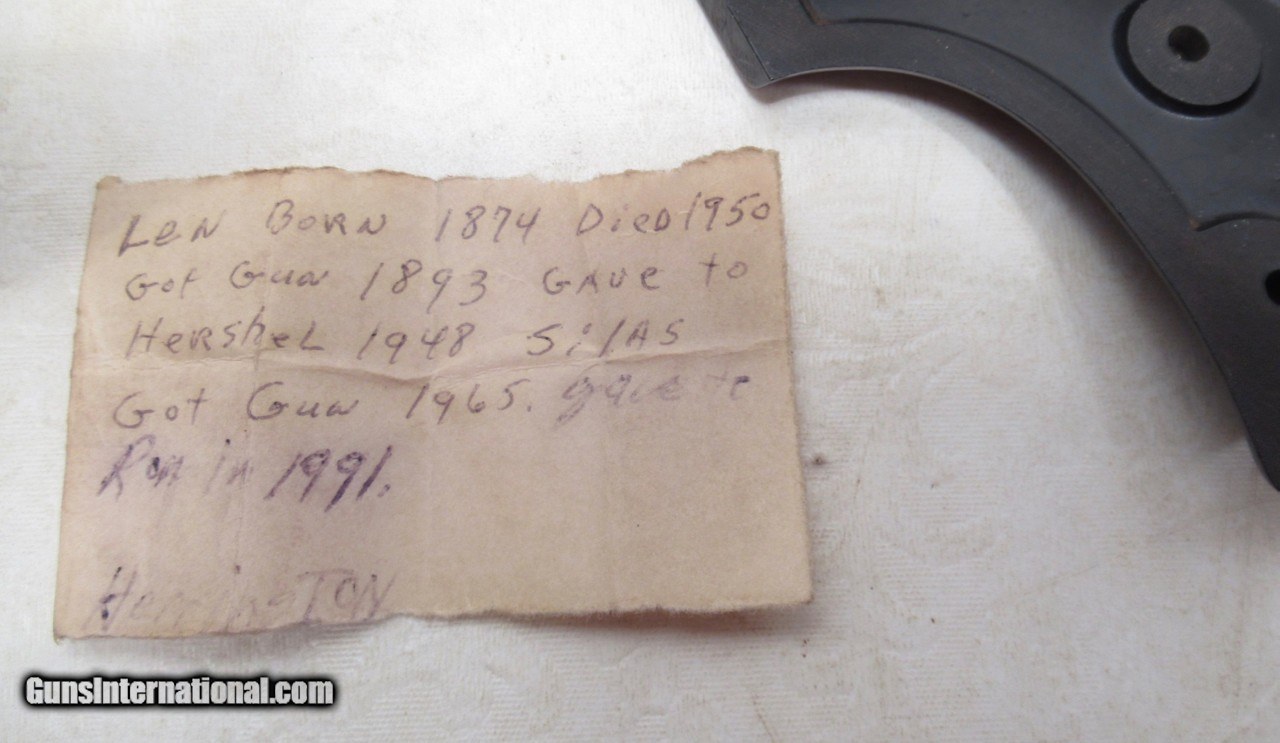 Len Born 1874 Died 1950
Got Gun 1893 Gave to
Hershel 1948 Silas
Got Gun 1965. gave to
Ron in 1991.
GunsInternational.com